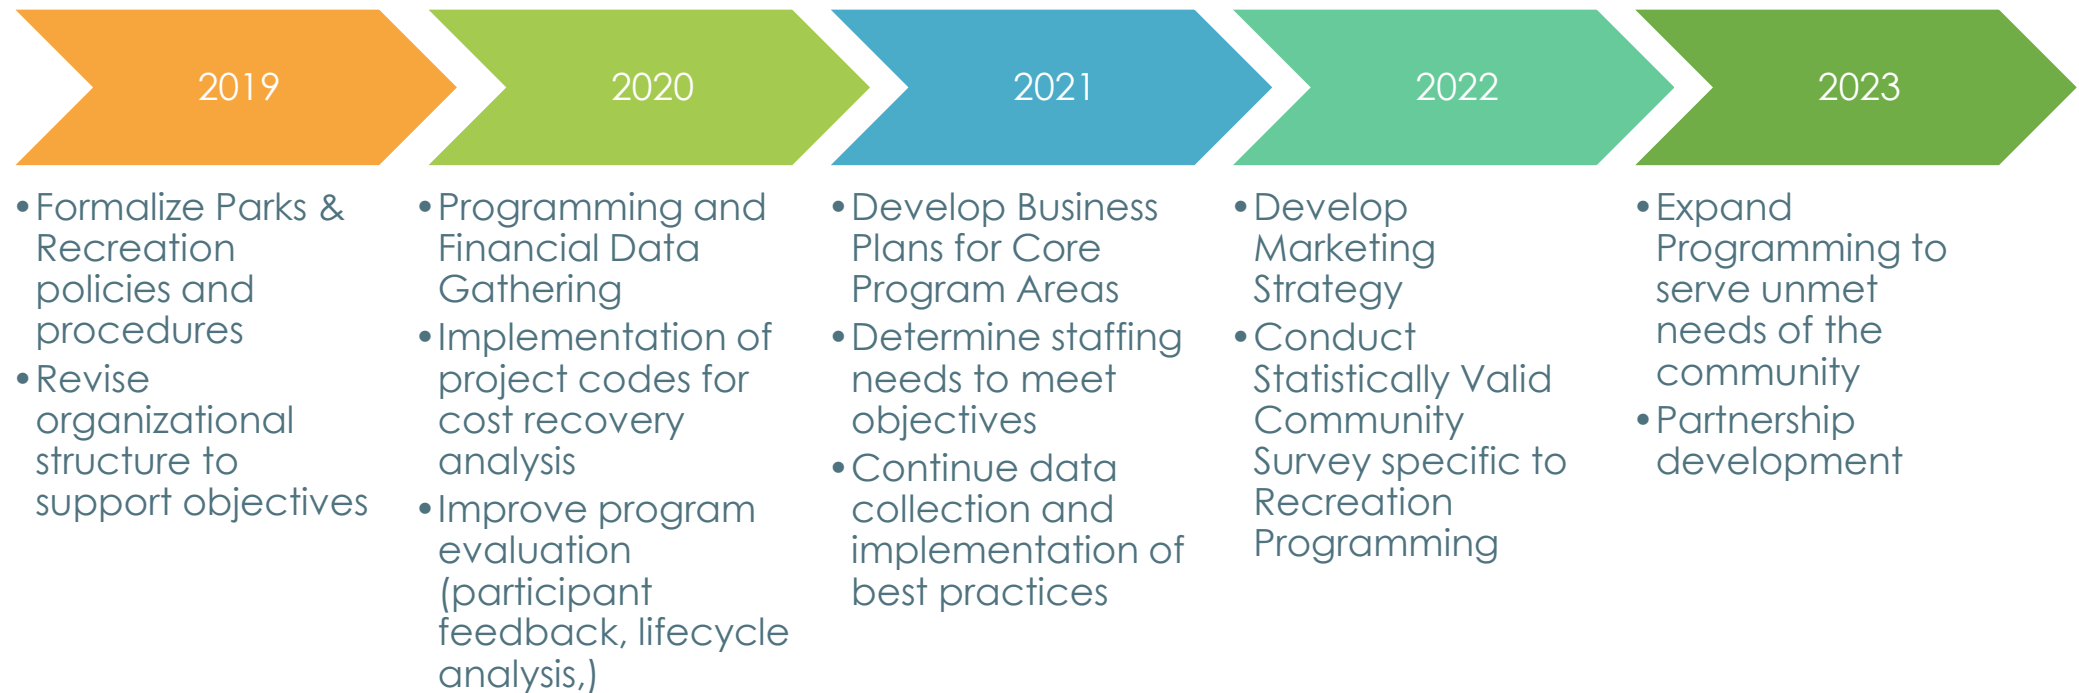 2019
•Formalize Parks &
Recreation
policies and
procedures
•Revise
organizational
structure to
support objectives
2020
•Programming and
Financial Data
Gathering
•Implementation of
project codes for
cost recovery
analysis
•Improve program
evaluation
(participant
feedback, lifecycle
analysis,)
2021
•Develop Business
Plans for Core
Program Areas
•Determine staffing
needs to meet
objectives
•Continue data
collection and
implementation of
best practices
2022
•Develop
Marketing
Strategy
•Conduct
Statistically Valid
Community
Survey specific to
Recreation
Programming
2023
•Expand
Programming to
serve unmet
needs of the
community
•Partnership
development